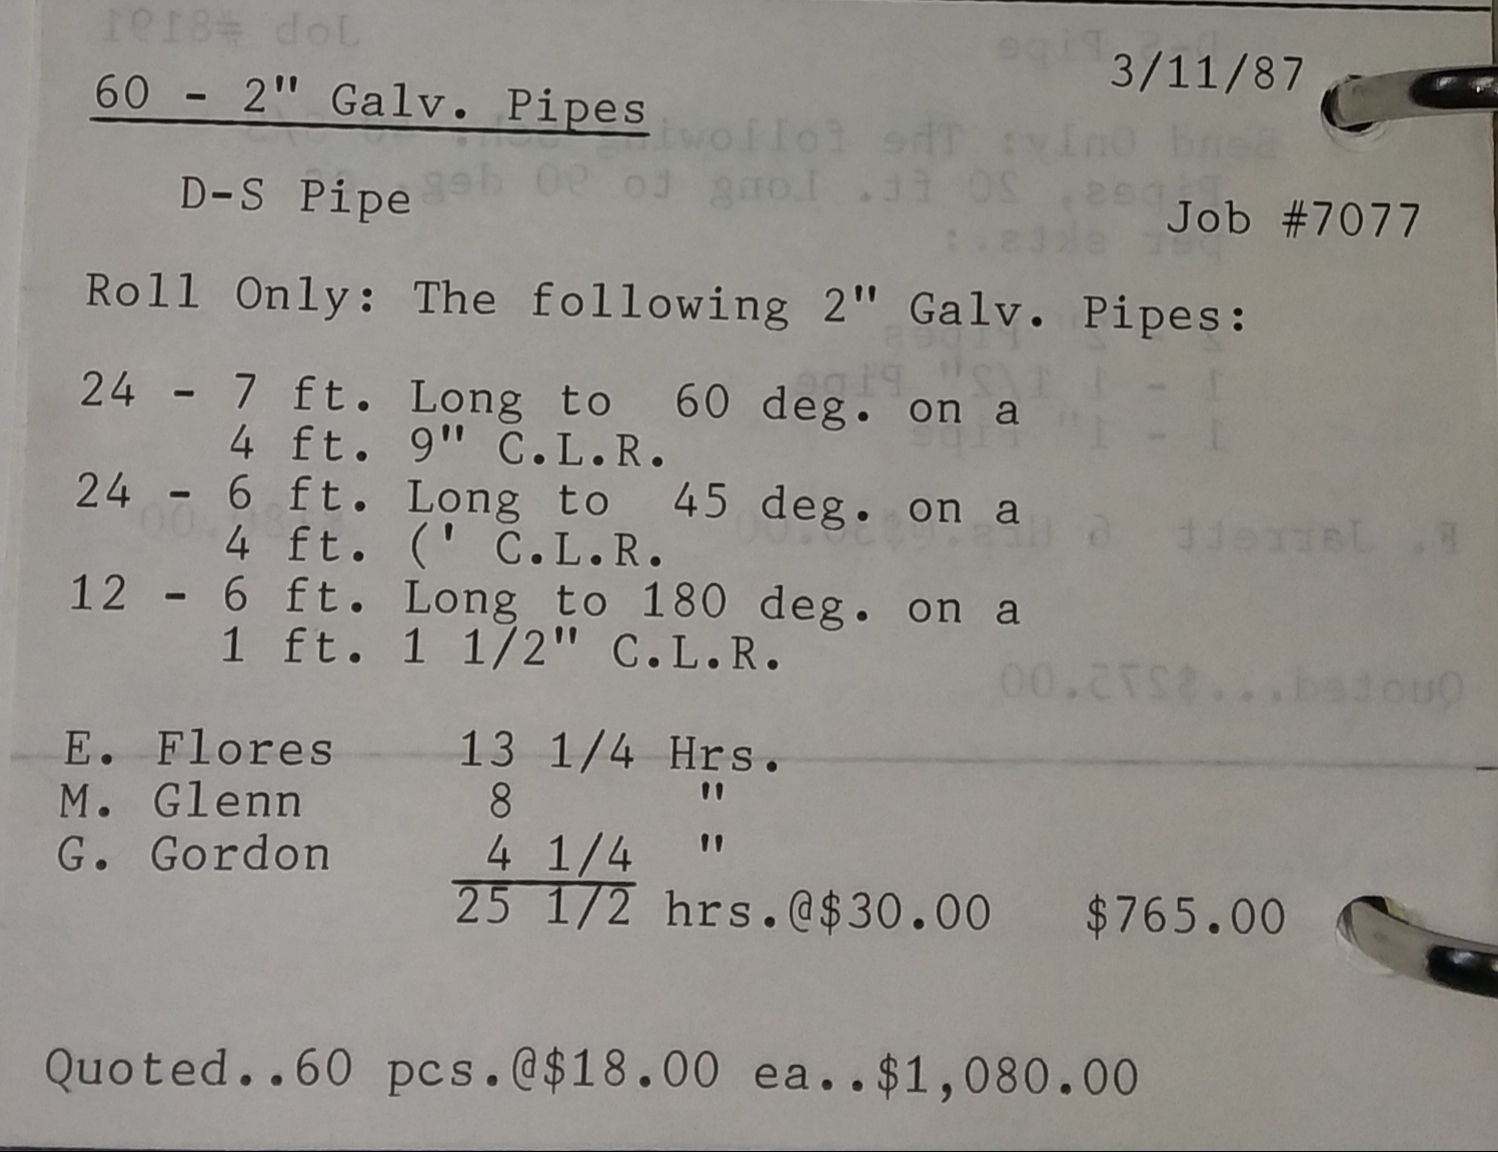 3/11/87
60 - 2" Galv. Pipes
D-S Pipe
Job #7077
Roll Only: The following 2" Galv. Pipes:
24 - 7 ft. Long to 60 deg. on a
4 ft. 9" C.L.R.
24 - 6 ft. Long to 45 deg. on a
4 ft. (' C.L.R.
12 - 6 ft. Long to 180 deg. on a
1 ft. 1 1/2" C.L.R.
E. Flores 13 1/4 Hrs.
M. Glenn 8 "
G. Gordon 4 1/4 "
25 1/2 hrs.@$30.00 $765.00
Quoted..60 pcs.@$18.00 ea..$1,080.00